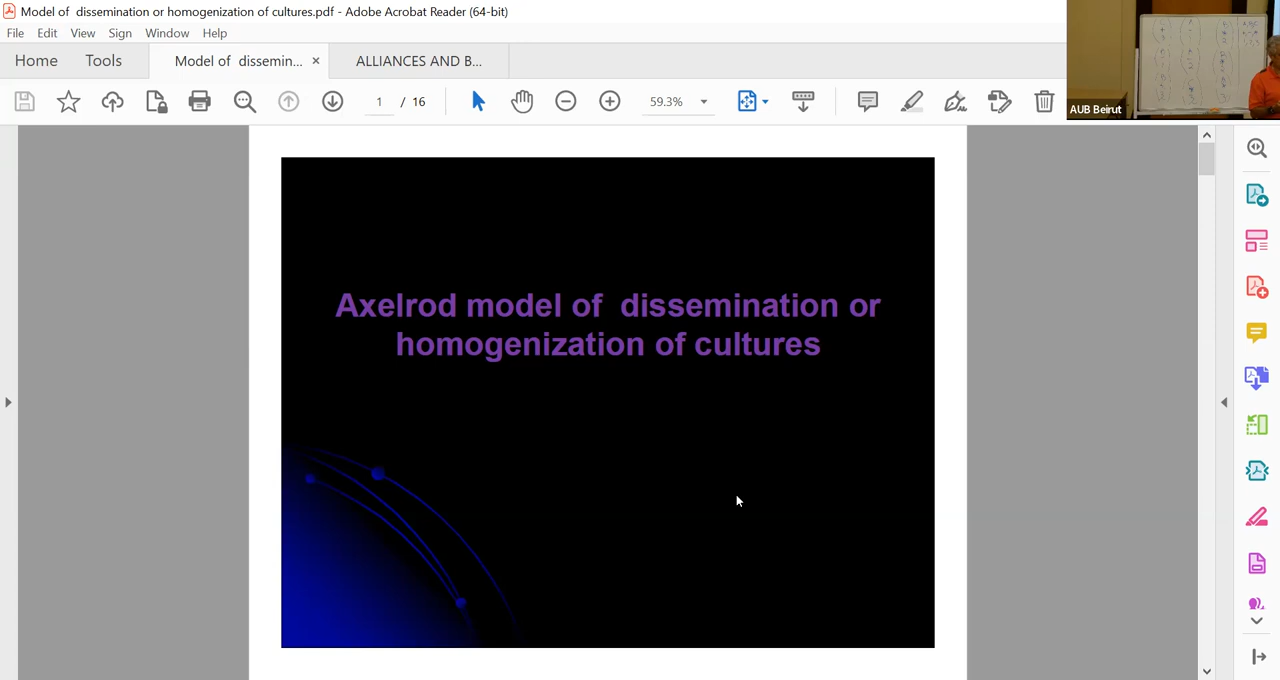 Model of  dissemination or homogenization of cultures.pdf - Adobe Acrobat Reader (64-bit)
File Edit View Sign Window Help
Home Tools Model of dissemin... × ALLIANCES AND B...
1 / 16 59.3%
AUB Beirut
Axelrod model of  dissemination or
homogenization of cultures